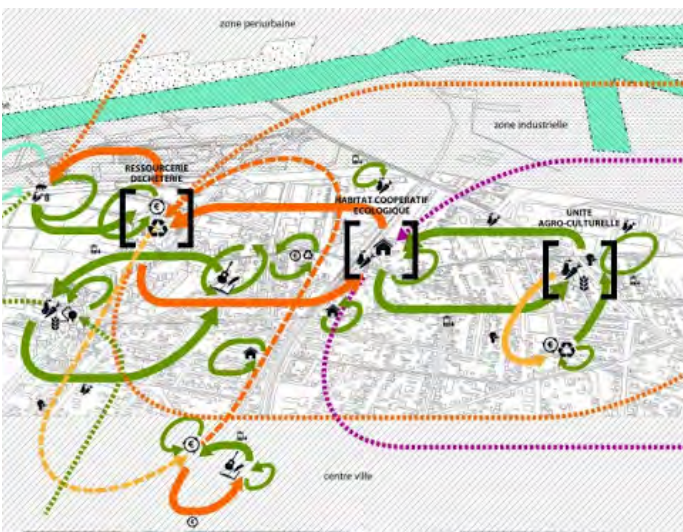 zone periurbaine
zone industrielle
RESSOURCERIE
DECHETERIE
HABITAT COOPERATIF
ECOLOGIQUE
UNITE
AGRO-CULTURELLE
€
€
€
€
€
centre ville